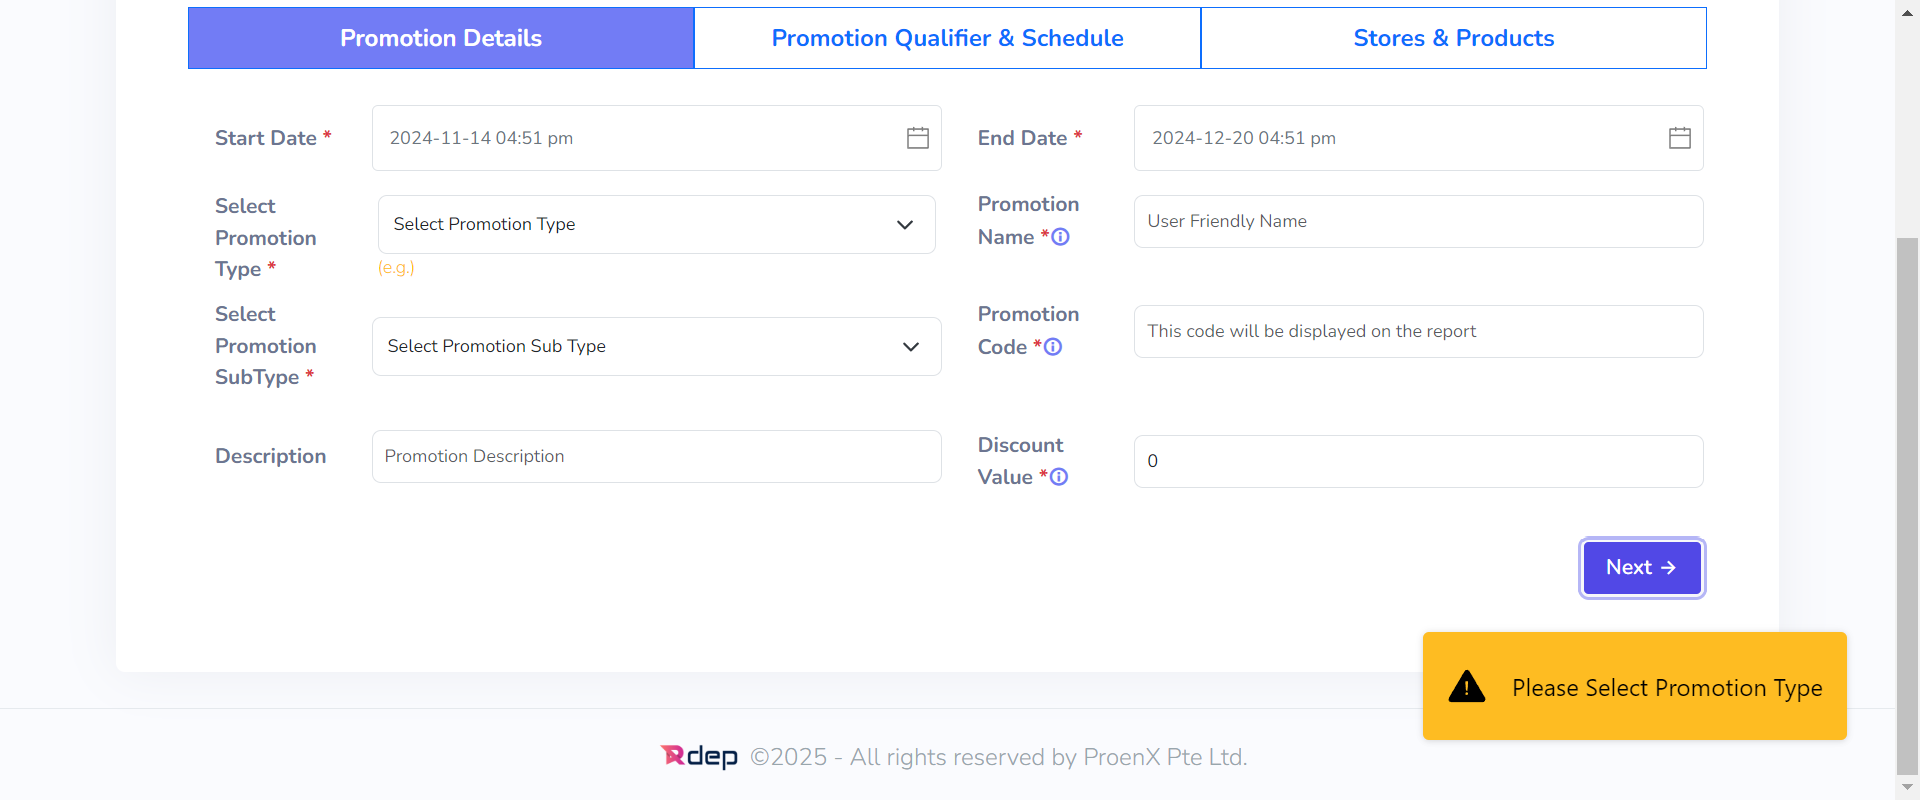 Promotion Details
Promotion Qualifier & Schedule
Stores & Products
Start Date *
2024-11-14 04:51 pm
End Date *
2024-12-20 04:51 pm
Select
Promotion
Type *
Select Promotion Type
(e.g.)
Promotion
Name *
User Friendly Name
Select
Promotion
SubType *
Select Promotion Sub Type
Promotion
Code *
This code will be displayed on the report
Description
Promotion Description
Discount
Value *
0
Next →
Please Select Promotion Type
Rdep ©2025 - All rights reserved by ProenX Pte Ltd.